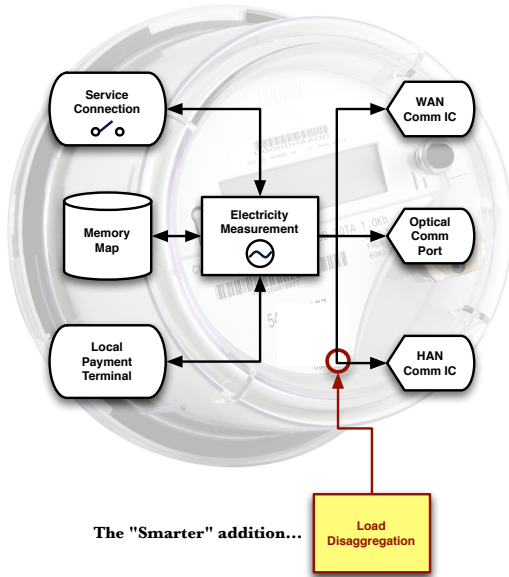 Service
Connection
WAN
Comm IC
Memory
Map
Electricity
Measurement
Optical
Comm
Port
Local
Payment
Terminal
HAN
Comm IC
The "Smarter" addition...
Load
Disaggregation